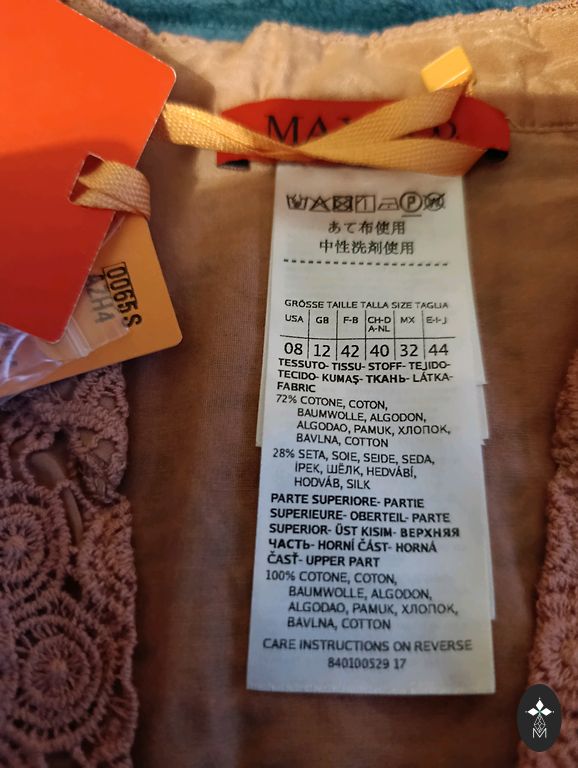 0065S
A2H4
あて布使用
中性洗剤使用
GRÖSSE TAILLE TALLA SIZE TAGLIA
USA GB F-B CH-D A-NL MX E-I-J
08 12 42 40 32 44
TESSUTO- TISSU- STOFF- TEJIDO-
TECIDO- KUMAŞ- ТКАНЬ- LÁTKA-
FABRIC
72% COTONE, COTON,
BAUMWOLLE, ALGODON,
ALGODAO, PAMUK, ХЛОПОК,
BAVLNA, COTTON
28% SETA, SOIE, SEIDE, SEDA,
İPEK, ШЁЛК, HEDVÁBÍ,
HODVÁB, SILK
PARTE SUPERIORE- PARTIE
SUPERIEURE- OBERTEIL- PARTE
SUPERIOR- ÜST KISIM- ВЕРХНЯЯ
ЧАСТЬ- HORNÍ ČÁST- HORNÁ
ČASŤ- UPPER PART
100% COTONE, COTON,
BAUMWOLLE, ALGODON,
ALGODAO, PAMUK, ХЛОПОК,
BAVLNA, COTTON
CARE INSTRUCTIONS ON REVERSE
840100529 17
M